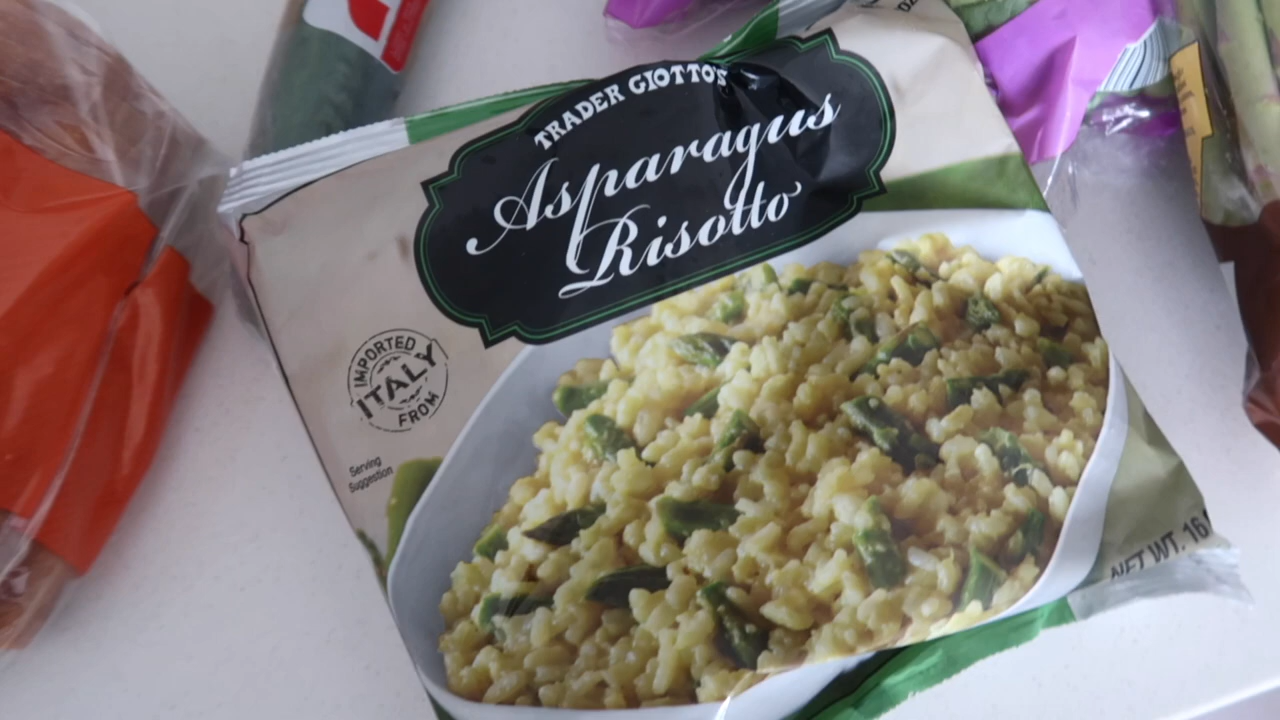 TRADER GIOTTO'S
Asparagus
Risotto
IMPORTED
ITALY
FROM
Serving
Suggestion
NET WT. 16